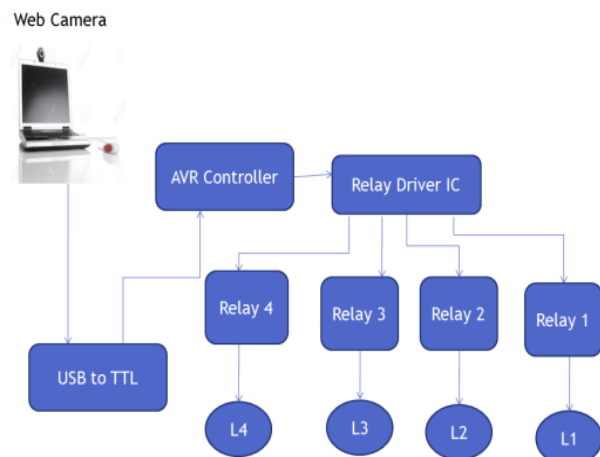 Web Camera
AVR Controller
Relay Driver IC
Relay 4
Relay 3
Relay 2
Relay 1
USB to TTL
L4
L3
L2
L1